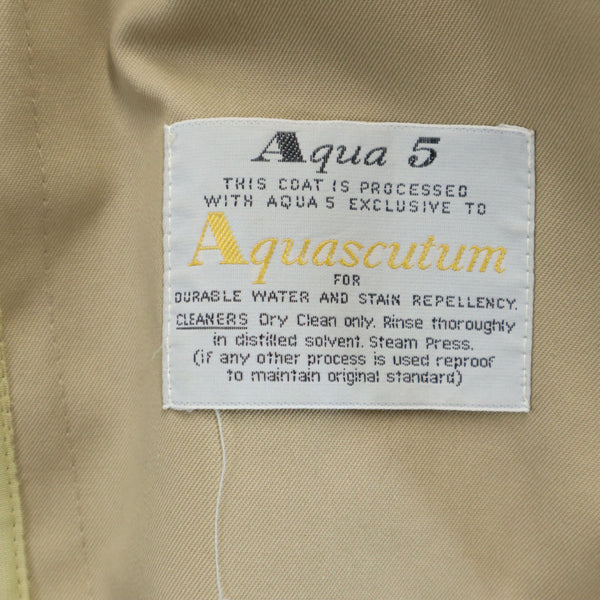 Aqua 5
THIS COAT IS PROCESSED
WITH AQUA 5 EXCLUSIVE TO
Aquascutum
FOR
DURABLE WATER AND STAIN REPELLENCY.
CLEANERS Dry Clean only. Rinse thoroughly
in distilled solvent. Steam Press.
(if any other process is used reproof
to maintain original standard)